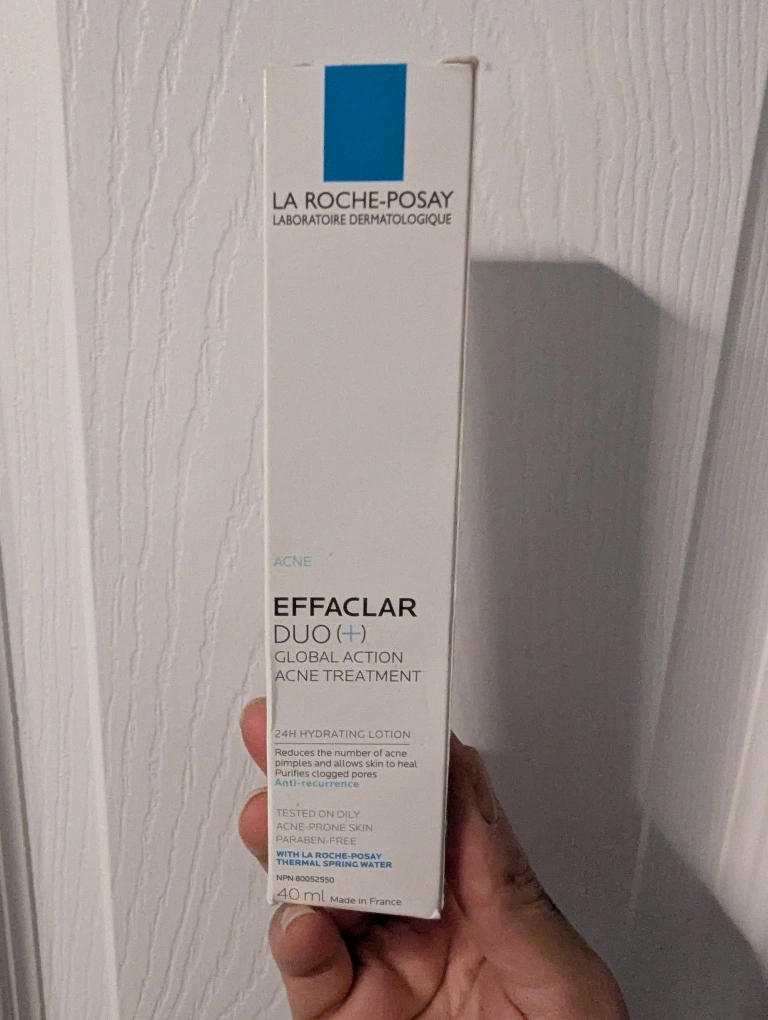 LA ROCHE-POSAY
LABORATOIRE DERMATOLOGIQUE
ACNE
EFFACLAR
DUO (+)
GLOBAL ACTION
ACNE TREATMENT
24H HYDRATING LOTION
Reduces the number of acne
pimples and allows skin to heal
Purifies clogged pores
Anti-recurrence
TESTED ON OILY
ACNE-PRONE SKIN
PARABEN-FREE
WITH LA ROCHE-POSAY
THERMAL SPRING WATER
NPN 80052550
40 ml Made in France